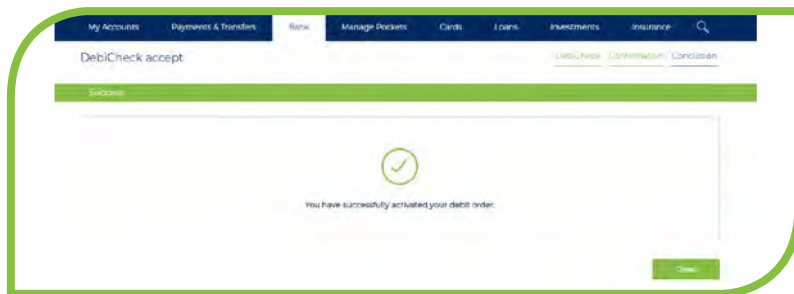 My Accounts Payments & Transfers Bank Manage Pockets Cards Loans Investments Insurance
DebiCheck accept DebiCheck Confirmation Conclusion
Success
You have successfully activated your debit order.